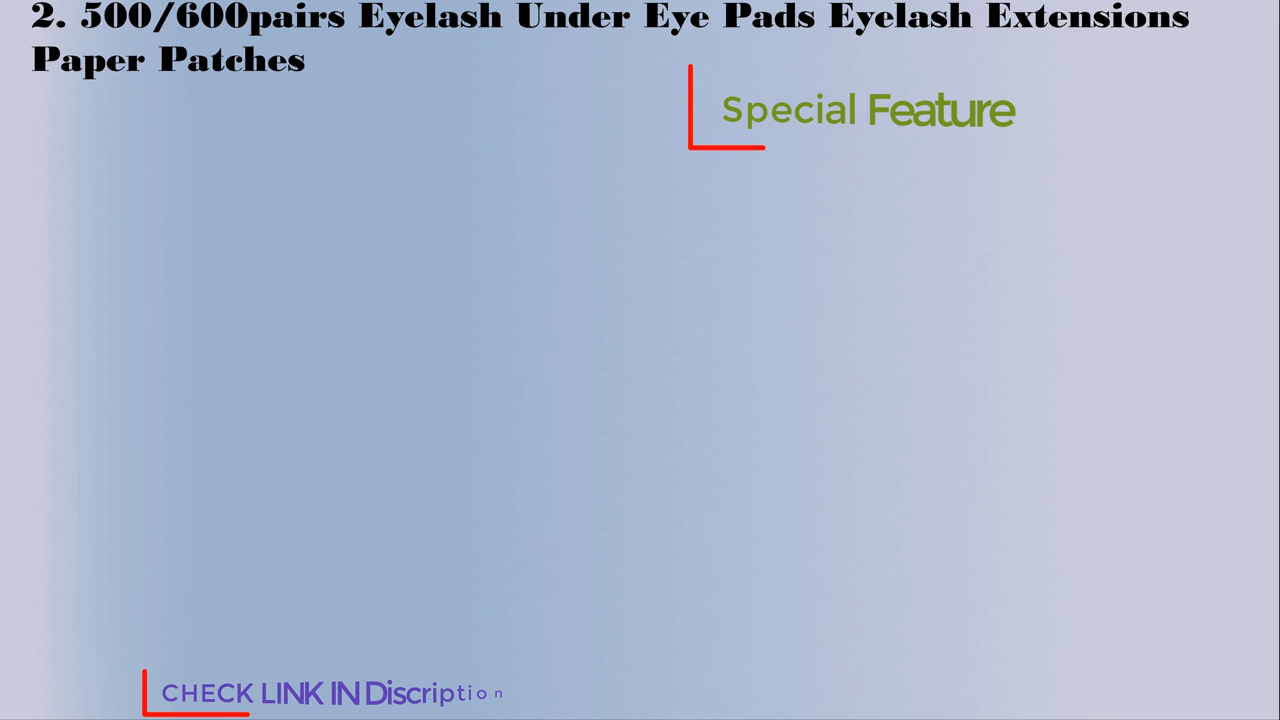 2. 500/600pairs Eyelash Under Eye Pads Eyelash Extensions
Paper Patches
Special Feature
CHECK LINK IN Discription